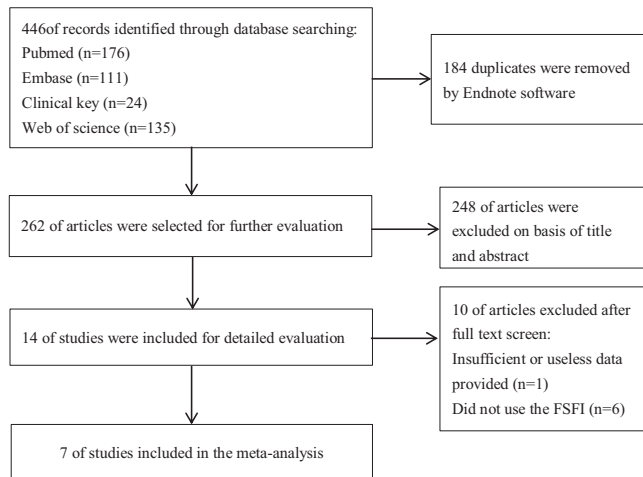 446of records identified through database searching:
Pubmed (n=176)
Embase (n=111)
Clinical key (n=24)
Web of science (n=135)
184 duplicates were removed
by Endnote software
262 of articles were selected for further evaluation
248 of articles were
excluded on basis of title
and abstract
14 of studies were included for detailed evaluation
10 of articles excluded after
full text screen:
Insufficient or useless data
provided (n=1)
Did not use the FSFI (n=6)
7 of studies included in the meta-analysis